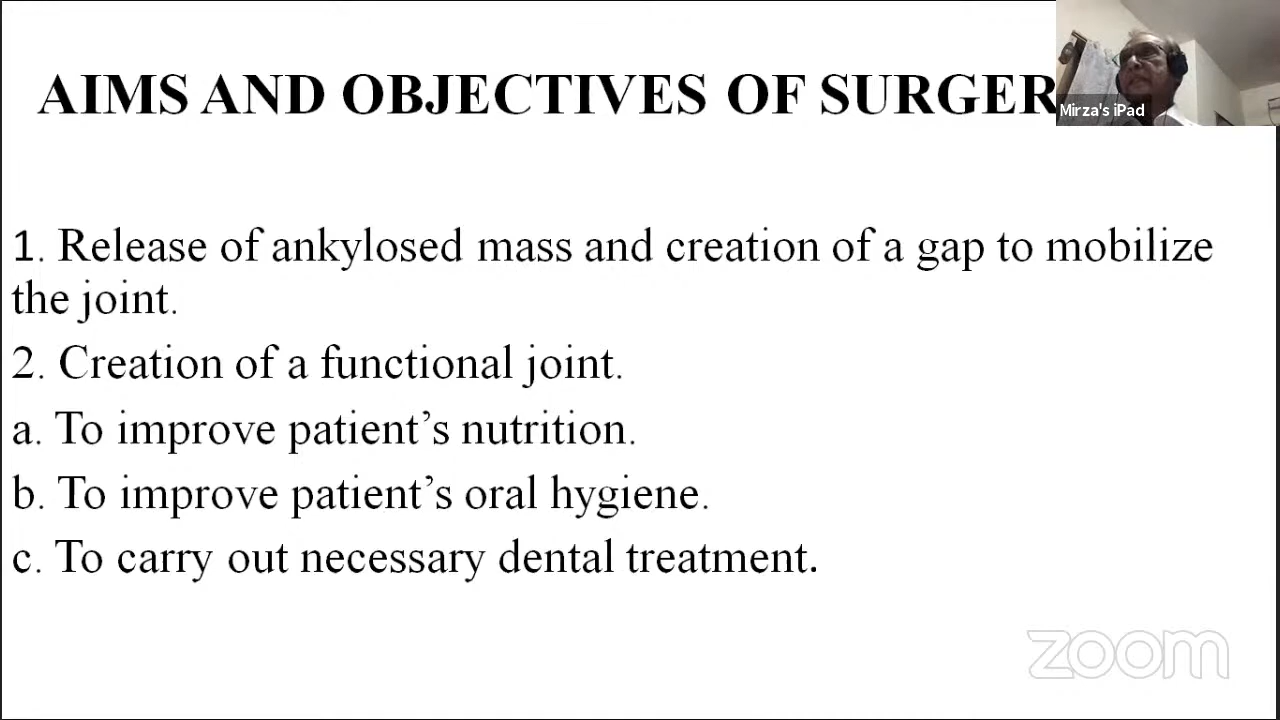 AIMS AND OBJECTIVES OF SURGER
Mirza's iPad
1. Release of ankylosed mass and creation of a gap to mobilize
the joint.
2. Creation of a functional joint.
a. To improve patient’s nutrition.
b. To improve patient’s oral hygiene.
c. To carry out necessary dental treatment.
zoom